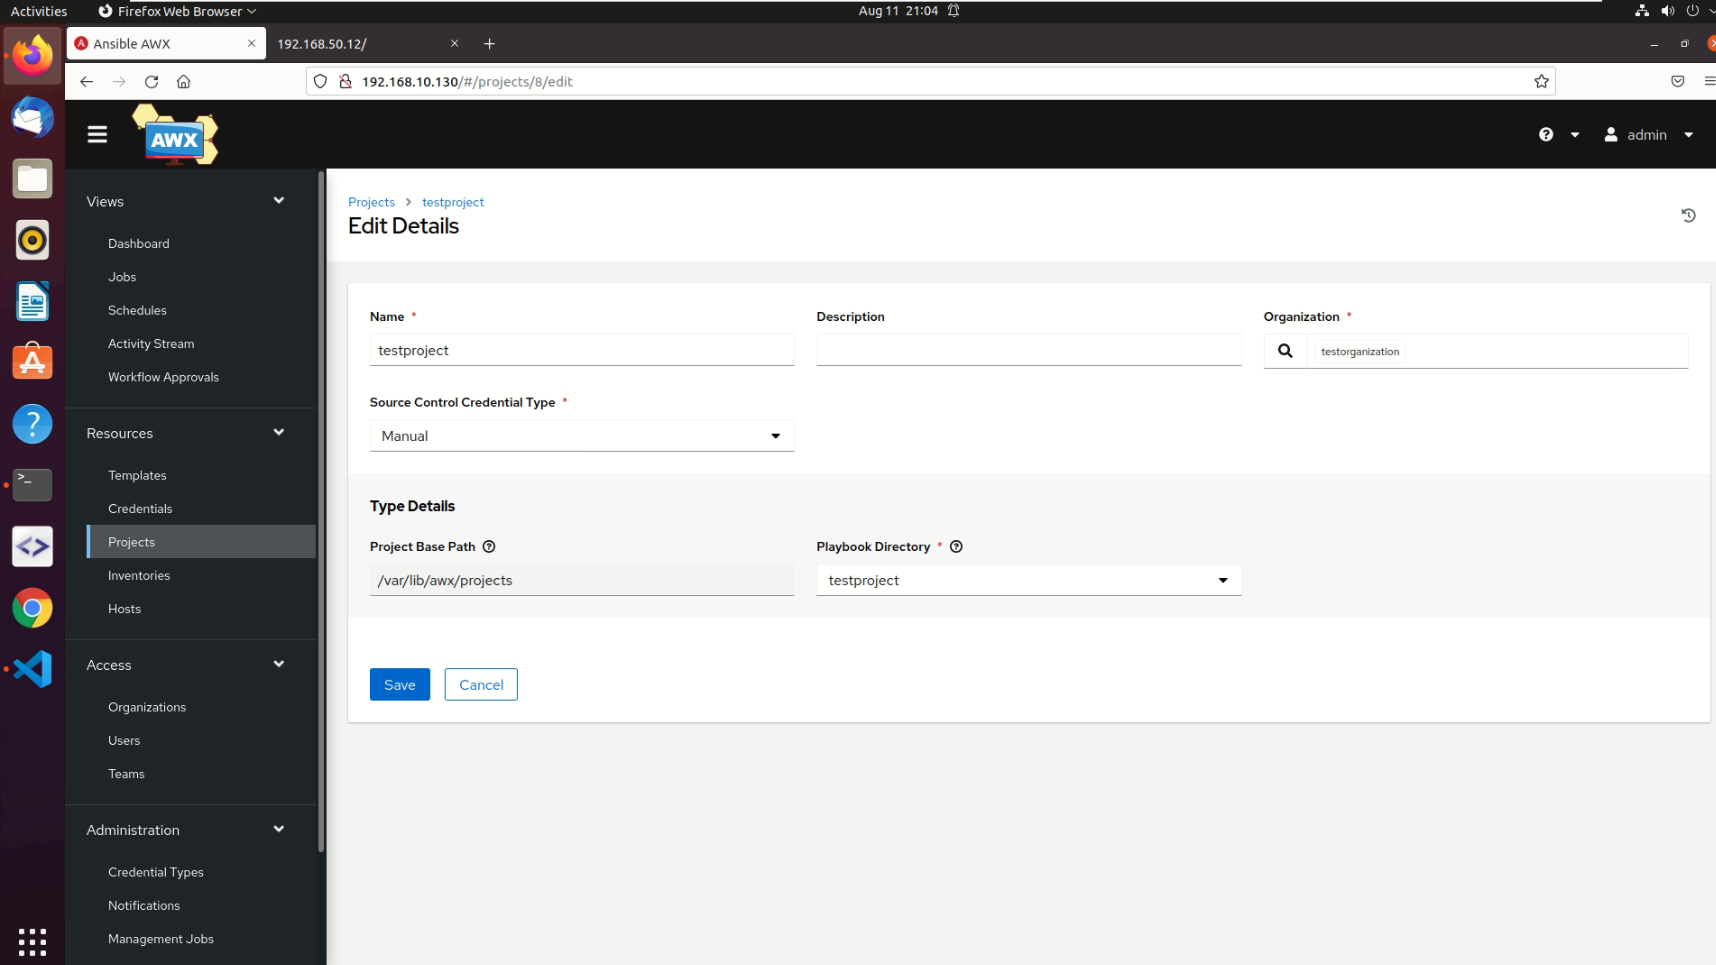 Activities
Firefox Web Browser
Aug 11 21:04
Ansible AWX
192.168.50.12/
192.168.10.130/#/projects/8/edit
AWX
admin
Views
Dashboard
Jobs
Schedules
Activity Stream
Workflow Approvals
Resources
Templates
Credentials
Projects
Inventories
Hosts
Access
Organizations
Users
Teams
Administration
Credential Types
Notifications
Management Jobs
Projects > testproject
Edit Details
Name *
testproject
Description
Organization *
testorganization
Source Control Credential Type *
Manual
Type Details
Project Base Path
/var/lib/awx/projects
Playbook Directory *
testproject
Save
Cancel